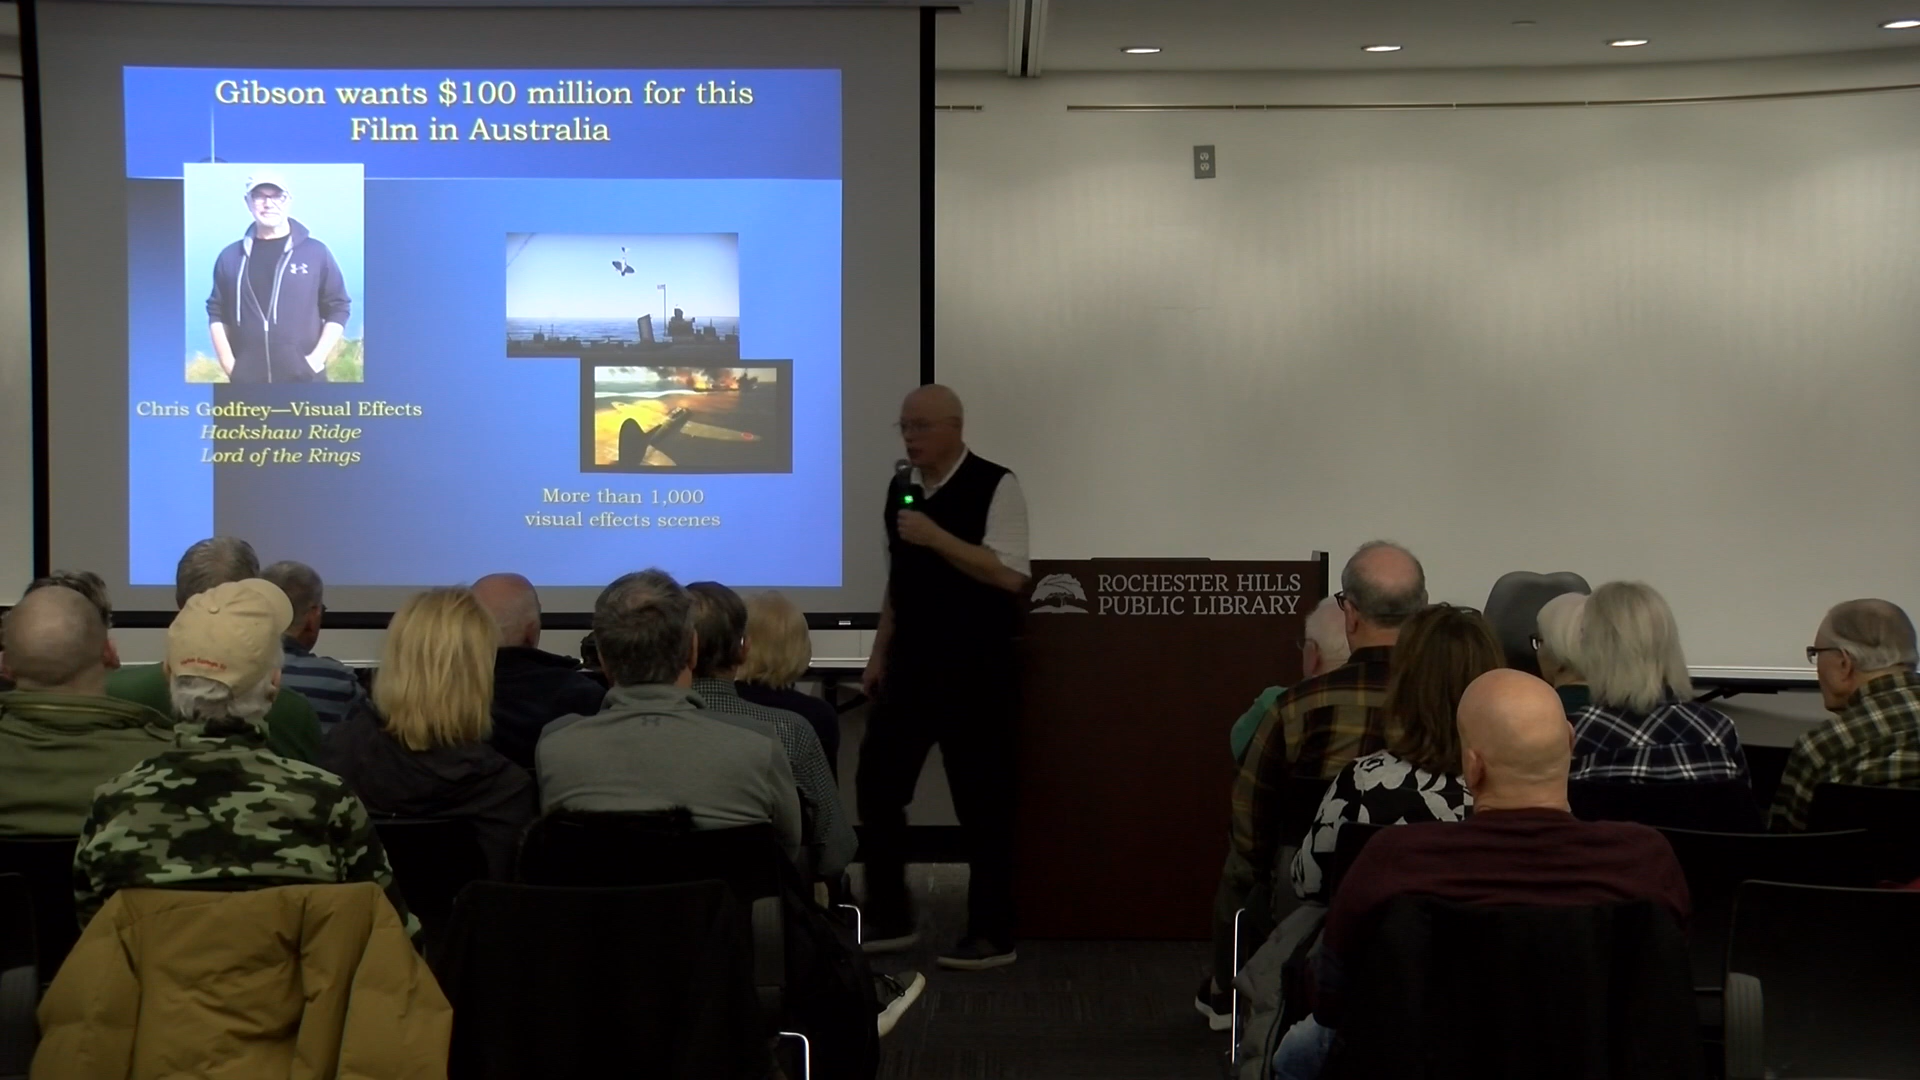 Gibson wants $100 million for this
Film in Australia
Chris Godfrey—Visual Effects
Hackshaw Ridge
Lord of the Rings
More than 1,000
visual effects scenes
ROCHESTER HILLS
PUBLIC LIBRARY